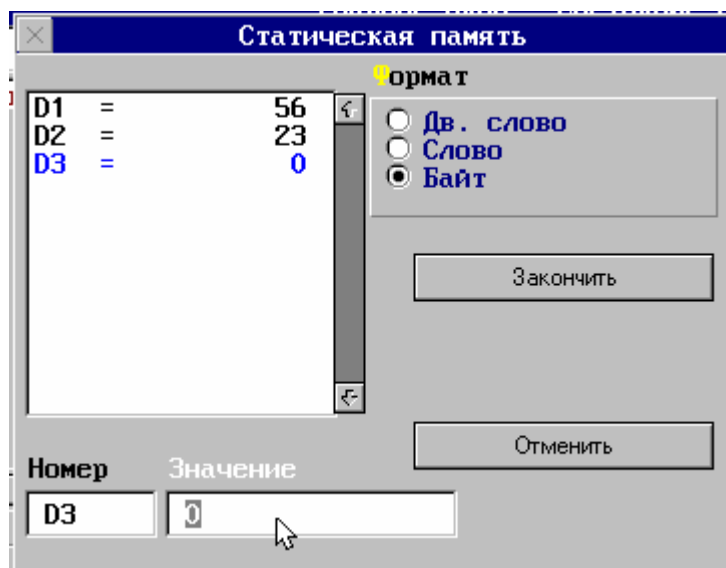 Статическая память
D1 = 56
D2 = 23
D3 = 0
Формат
Дв. слово
Слово
Байт
Закончить
Отменить
Номер
Значение
D3
0